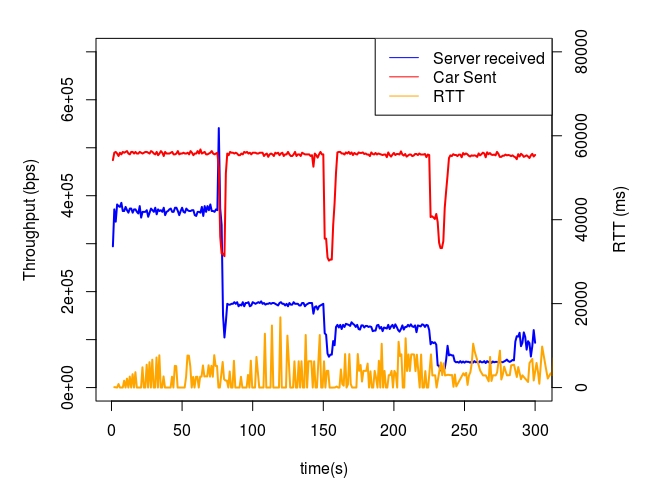 Server received
Car Sent
RTT
Throughput (bps)
0e+00
2e+05
4e+05
6e+05
RTT (ms)
0
20000
40000
60000
80000
0
50
100
150
200
250
300
time(s)